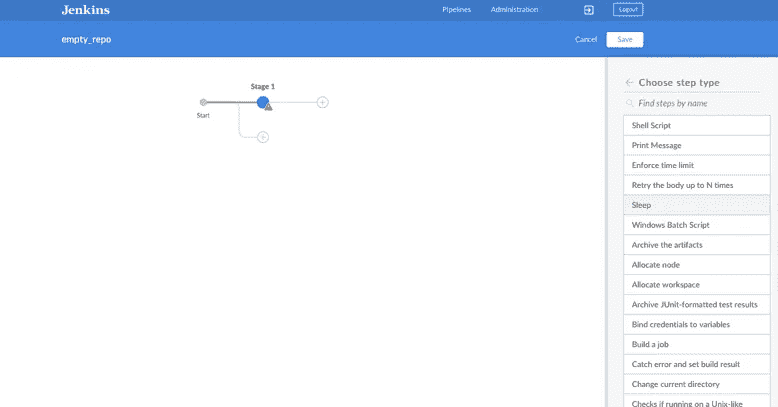 Jenkins
Pipelines
Administration
Logout
empty_repo
Cancel
Save
Stage 1
Start
Choose step type
Find steps by name
Shell Script
Print Message
Enforce time limit
Retry the body up to N times
Sleep
Windows Batch Script
Archive the artifacts
Allocate node
Allocate workspace
Archive JUnit-formatted test results
Bind credentials to variables
Build a job
Catch error and set build result
Change current directory
Checks if running on a Unix-like